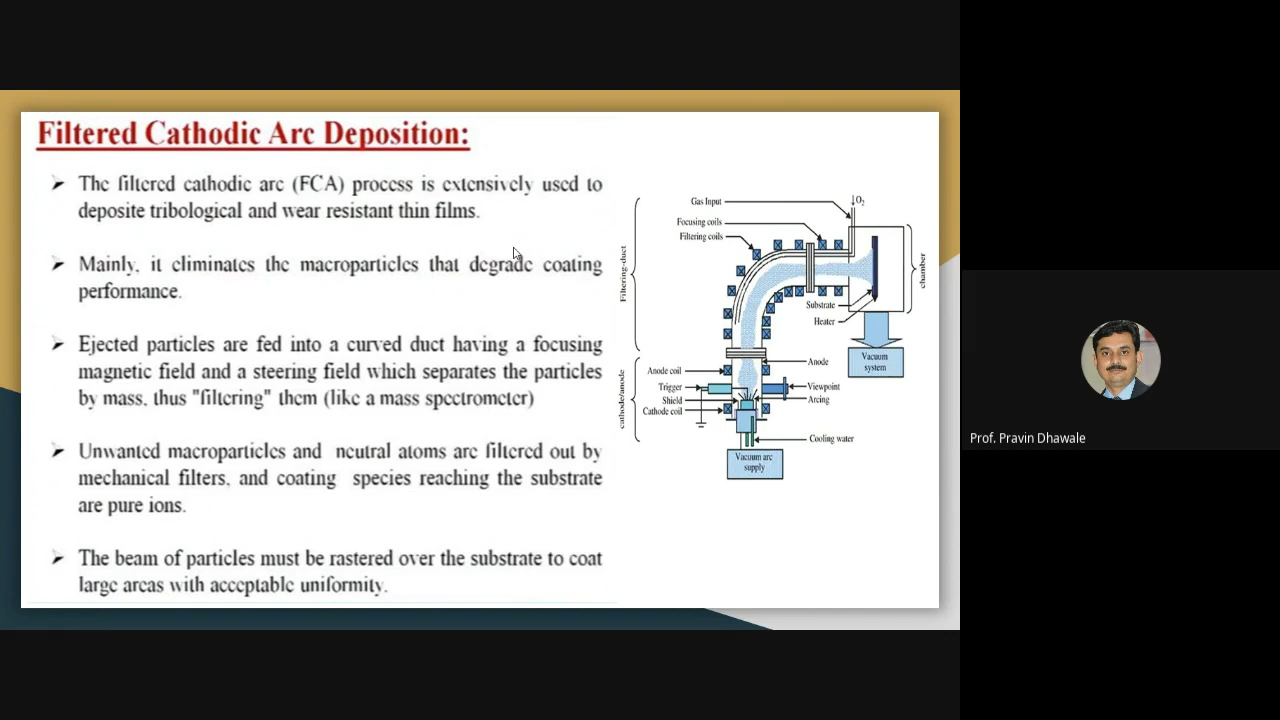 Filtered Cathodic Arc Deposition:
The filtered cathodic arc (FCA) process is extensively used to
deposite tribological and wear resistant thin films.
Mainly, it eliminates the macroparticles that degrade coating
performance.
Ejected particles are fed into a curved duct having a focusing
magnetic field and a steering field which separates the particles
by mass, thus "filtering" them (like a mass spectrometer)
Unwanted macroparticles and neutral atoms are filtered out by
mechanical filters, and coating species reaching the substrate
are pure ions.
The beam of particles must be rastered over the substrate to coat
large areas with acceptable uniformity.
Gas Input
O2
Focusing coils
Filtering coils
Filtering-duct
chamber
Substrate
Heater
Vacuum
system
Anode
Anode coil
Trigger
Shield
Cathode coil
Viewpoint
Arcing
cathode/anode
Cooling water
Vacuum arc
supply
Prof. Pravin Dhawale